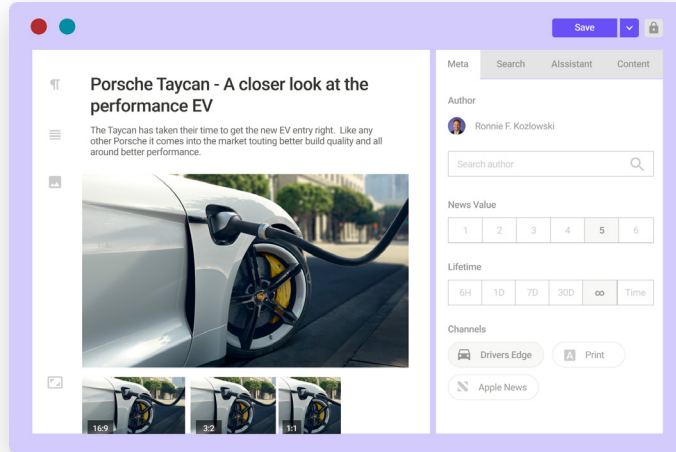 Save
Porsche Taycan - A closer look at the
performance EV
The Taycan has taken their time to get the new EV entry right. Like any
other Porsche it comes into the market touting better build quality and all
around better performance.
16:9
3:2
1:1
Meta Search AIssistant Content
Author
Ronnie F. Kozlowski
Search author
News Value
1 2 3 4 5 6
Lifetime
6H 1D 7D 30D ∞ Time
Channels
Drivers Edge
A Print
Apple News